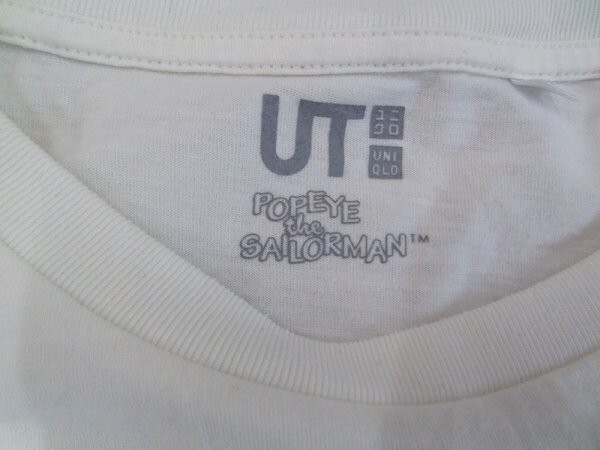 UT
ユニ
クロ
UNI
QLO
POPEYE
the
SAILORMAN™